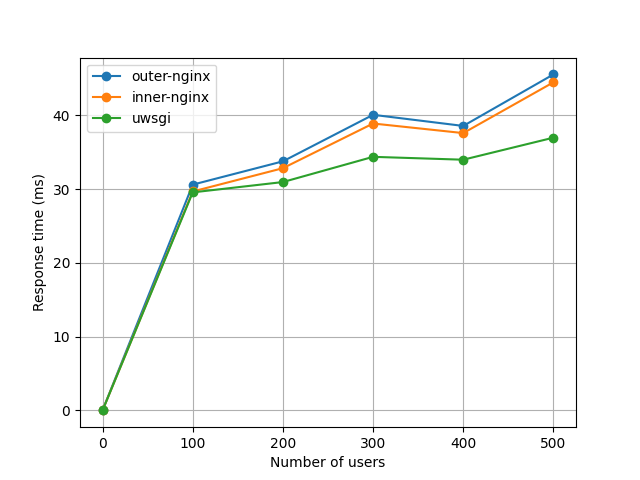 outer-nginx
inner-nginx
uwsgi
Response time (ms)
40
30
20
10
0
0 100 200 300 400 500
Number of users